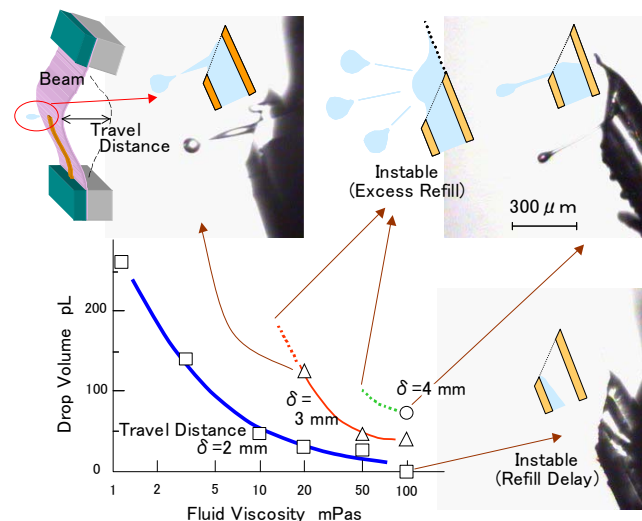 Beam
Travel
Distance
Instable
(Excess Refill)
300 μm
Drop Volume pL
200
100
0
δ=
3 mm
δ=4 mm
Travel Distance
δ=2 mm
Instable
(Refill Delay)
1
2
5
10
20
50
100
Fluid Viscosity mPas